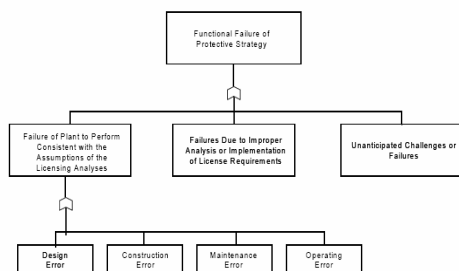 Functional Failure of
Protective Strategy
Failure of Plant to Perform
Consistent with the
Assumptions of the
Licensing Analyses
Failures Due to Improper
Analysis or Implementation
of License Requirements
Unanticipated Challenges or
Failures
Design
Error
Construction
Error
Maintenance
Error
Operating
Error